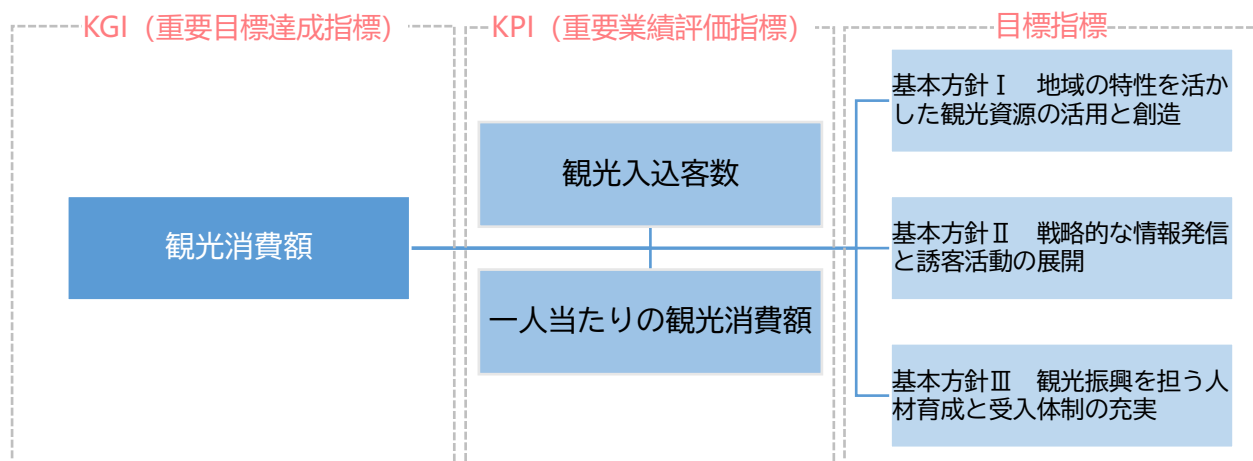 KGI（重要目標達成指標）
KPI（重要業績評価指標）
目標指標
観光消費額
観光入込客数
一人当たりの観光消費額
基本方針Ⅰ　地域の特性を活か
した観光資源の活用と創造
基本方針Ⅱ　戦略的な情報発信
と誘客活動の展開
基本方針Ⅲ　観光振興を担う人
材育成と受入体制の充実